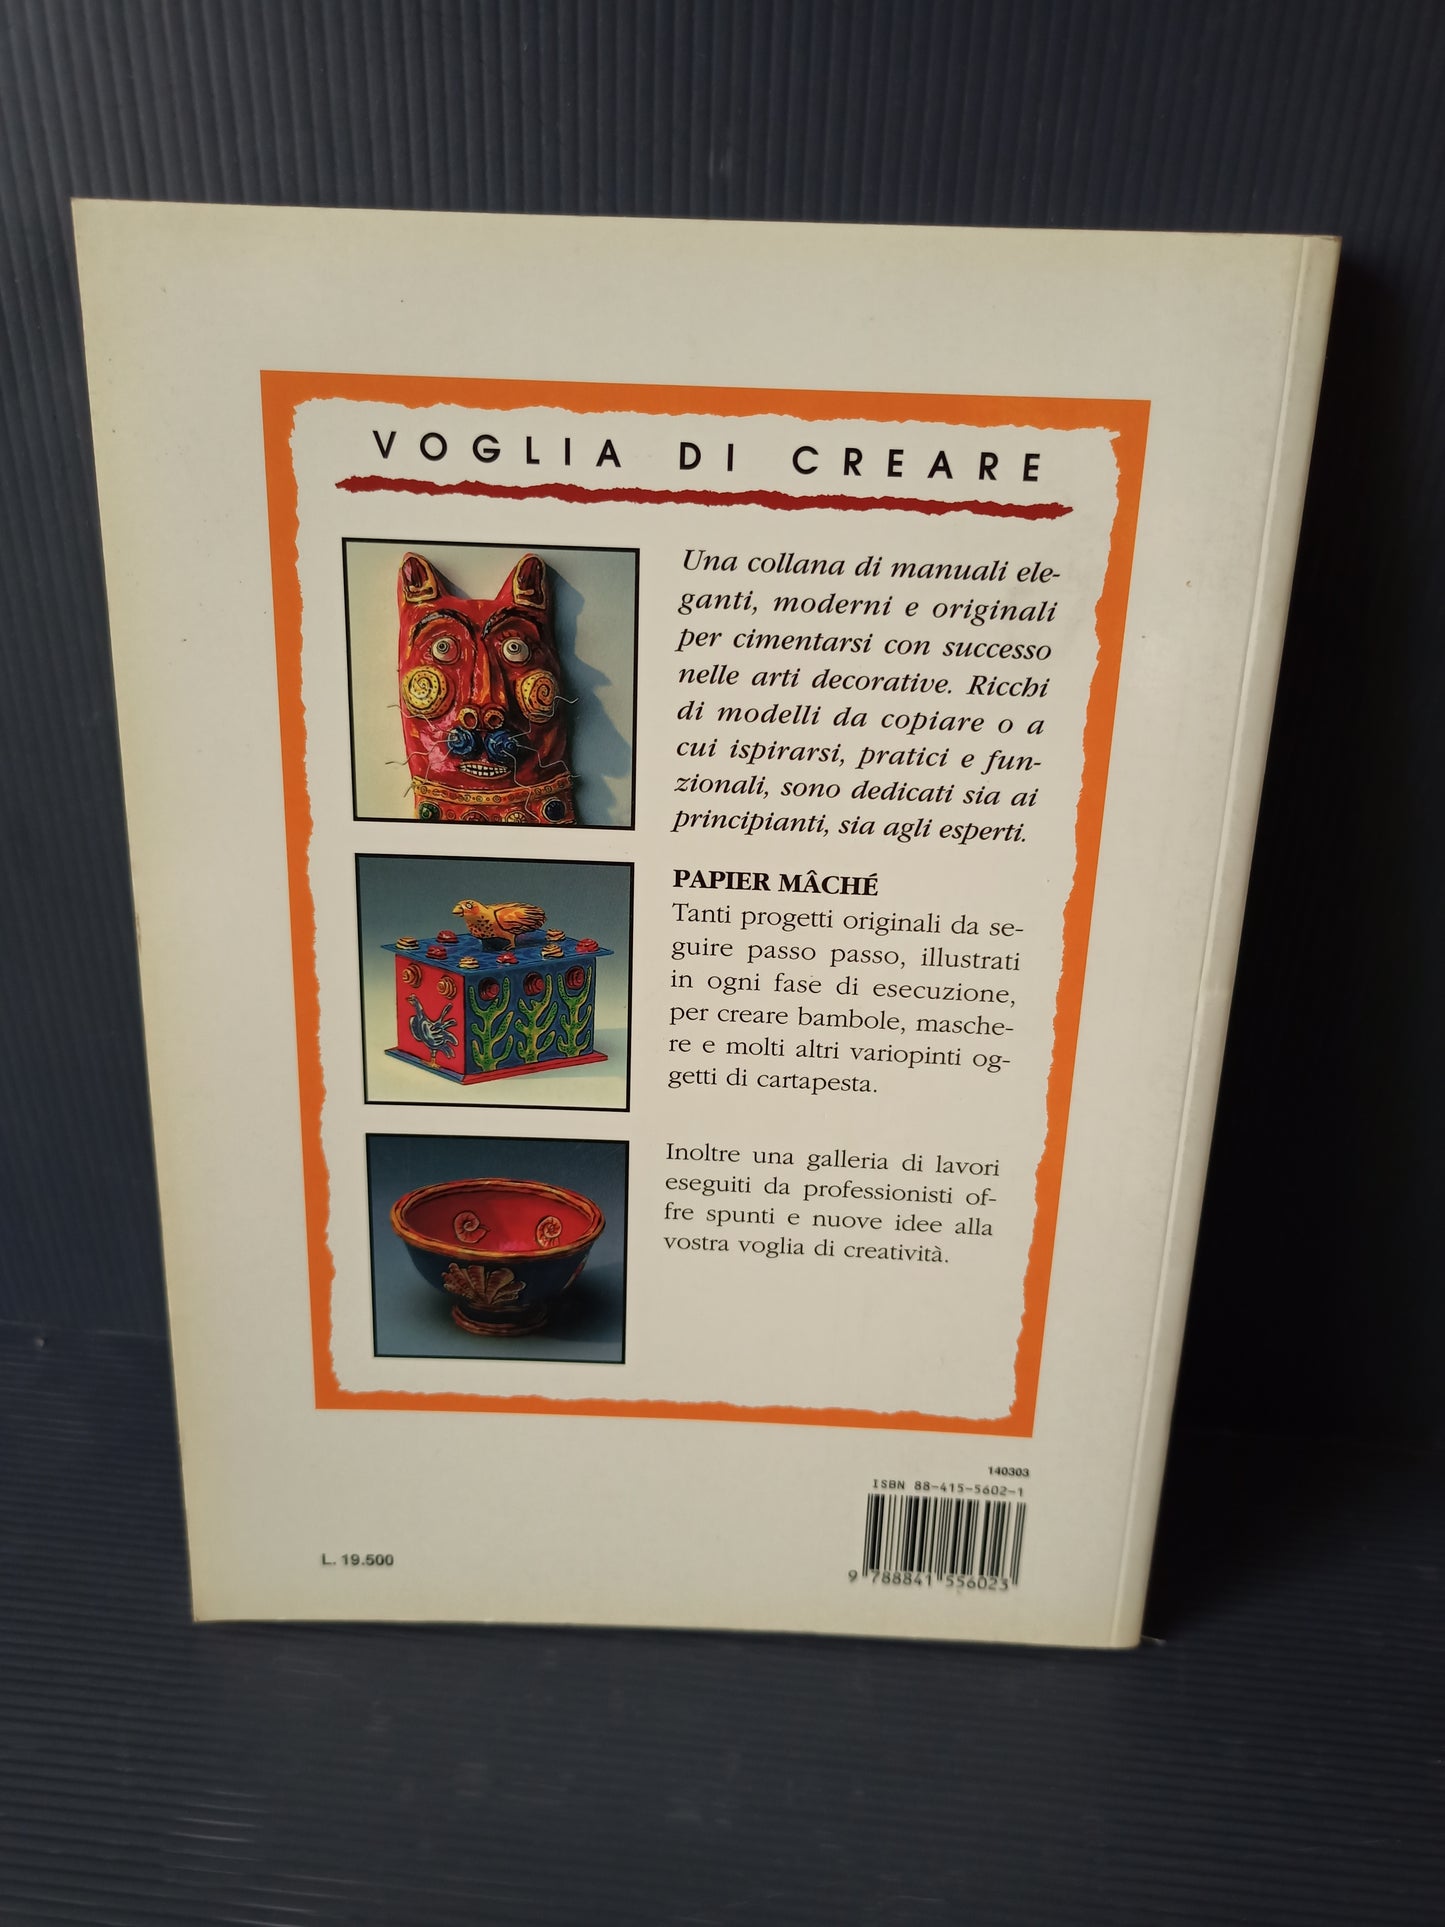 VOGLIA DI CREARE
Una collana di manuali ele-
ganti, moderni e originali
per cimentarsi con successo
nelle arti decorative. Ricchi
di modelli da copiare o a
cui ispirarsi, pratici e fun-
zionali, sono dedicati sia ai
principianti, sia agli esperti.
PAPIER MÂCHÉ
Tanti progetti originali da se-
guire passo passo, illustrati
in ogni fase di esecuzione,
per creare bambole, masche-
re e molti altri variopinti og-
getti di cartapesta.
Inoltre una galleria di lavori
eseguiti da professionisti of-
fre spunti e nuove idee alla
vostra voglia di creatività.
140303
ISBN 88-415-5602-1
9 788841 556023
L. 19.500